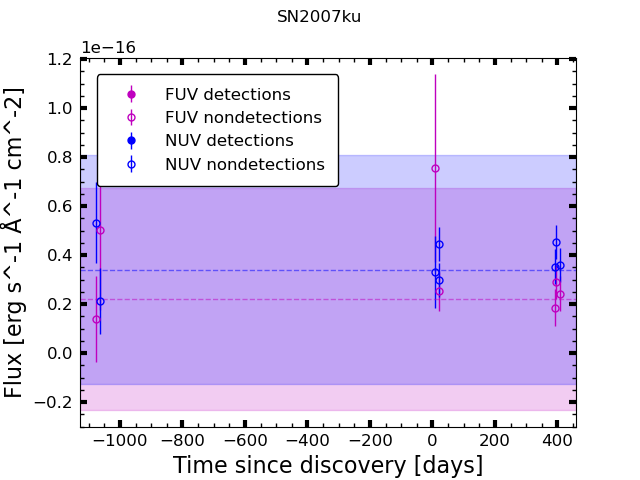 SN2007ku
1e−16
FUV detections
FUV nondetections
NUV detections
NUV nondetections
1.2
1.0
0.8
0.6
0.4
0.2
0.0
−0.2
Flux [erg s^-1 Å^-1 cm^-2]
−1000 −800 −600 −400 −200 0 200 400
Time since discovery [days]